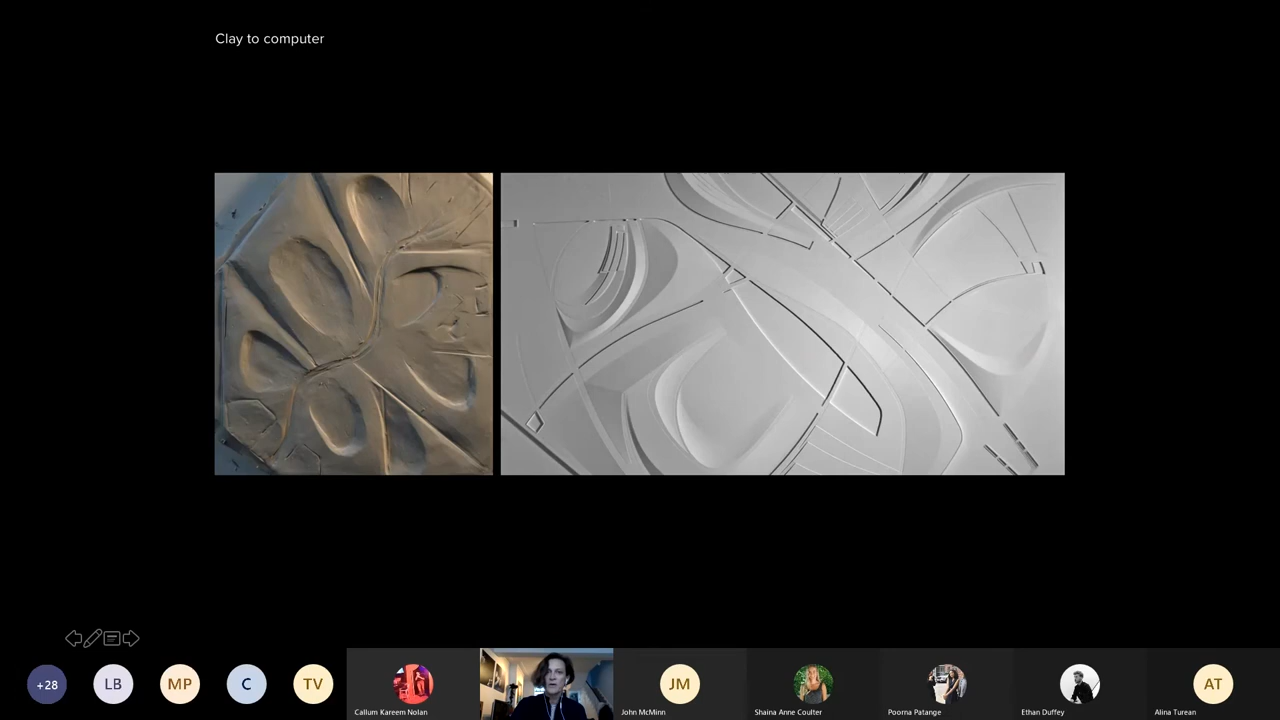 Clay to computer
+28
LB
MP
C
TV
Callum Kareem Nolan
JM
John McMinn
Shaina Anne Coulter
Poorna Patange
Ethan Duffey
AT
Alina Turean